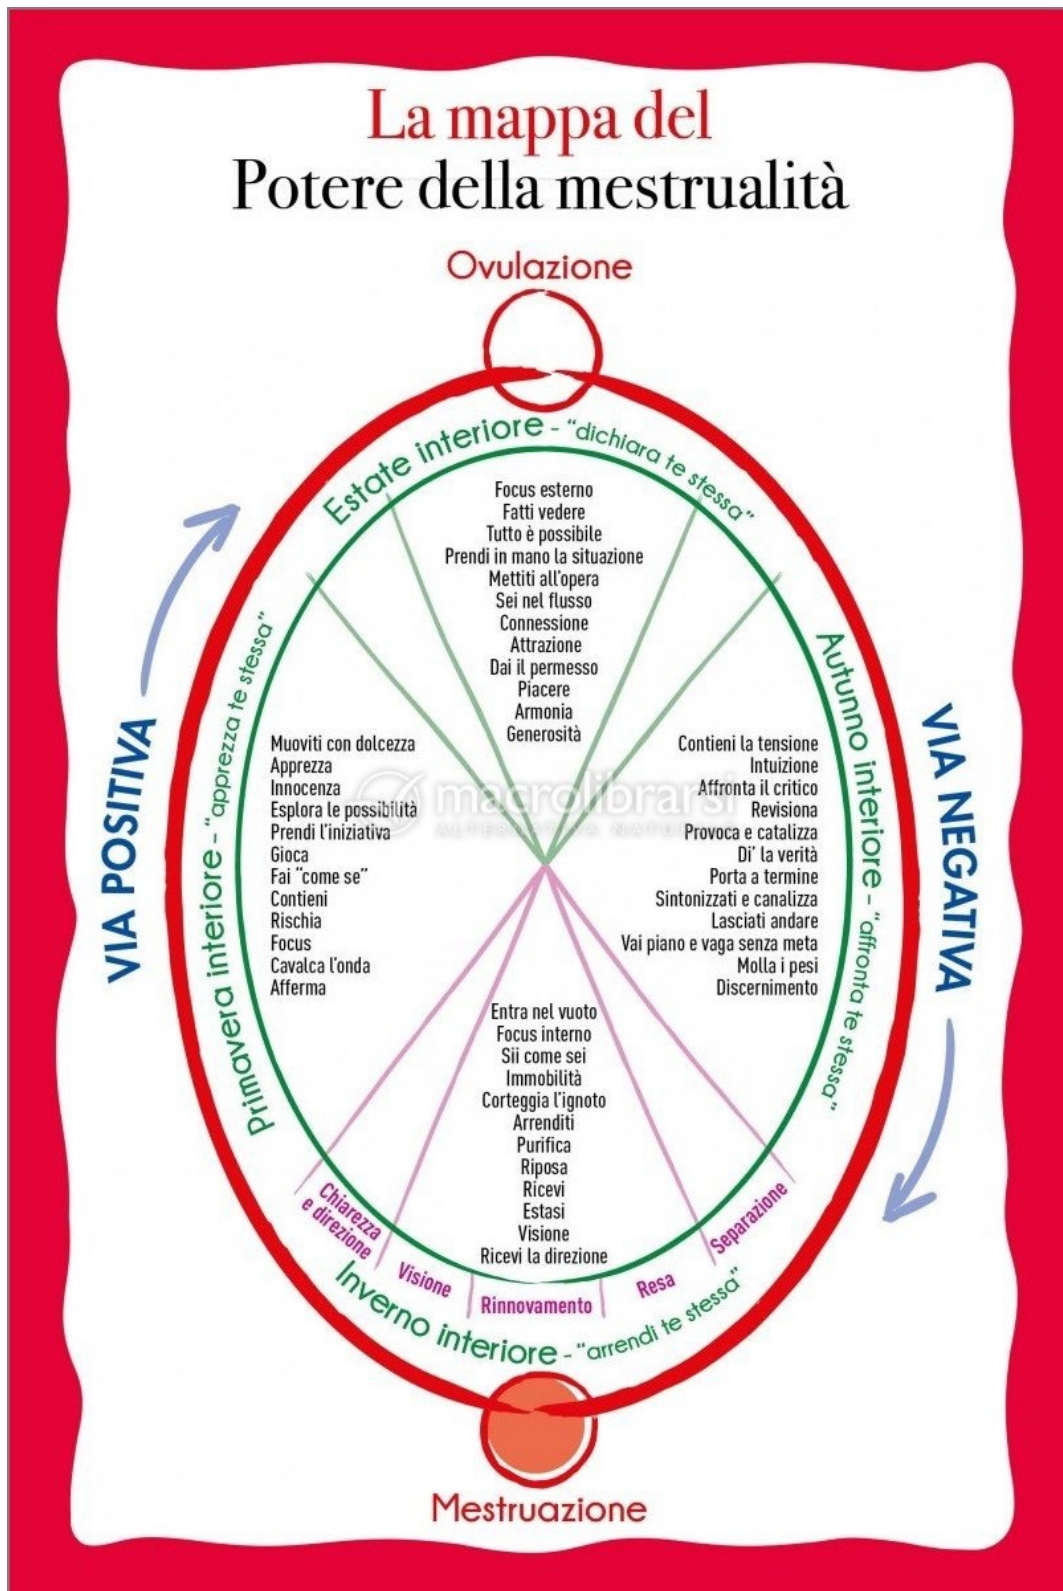 La mappa del
Potere della mestrualità
Ovulazione
Estate interiore - “dichiara te stessa”
Focus esterno
Fatti vedere
Tutto è possibile
Prendi in mano la situazione
Mettiti all'opera
Sei nel flusso
Connessione
Attrazione
Dai il permesso
Piacere
Armonia
Generosità
VIA POSITIVA
Primavera interiore - “apprezza te stessa”
Muoviti con dolcezza
Apprezza
Innocenza
Esplora le possibilità
Prendi l'iniziativa
Gioca
Fai “come se”
Contieni
Rischia
Focus
Cavalca l'onda
Afferma
macrolibrarsi
ALTERNATIVA NATURALE
Contieni la tensione
Intuizione
Affronta il critico
Revisiona
Provoca e catalizza
Di' la verità
Porta a termine
Sintonizzati e canalizza
Lasciati andare
Vai piano e vaga senza meta
Molla i pesi
Discernimento
Autunno interiore - “affronta te stessa”
VIA NEGATIVA
Entra nel vuoto
Focus interno
Sii come sei
Immobilità
Corteggia l'ignoto
Arrenditi
Purifica
Riposa
Ricevi
Estasi
Visione
Ricevi la direzione
Chiarezza
e direzione
Visione
Rinnovamento
Resa
Separazione
Inverno interiore - “arrendi te stessa”
Mestruazione